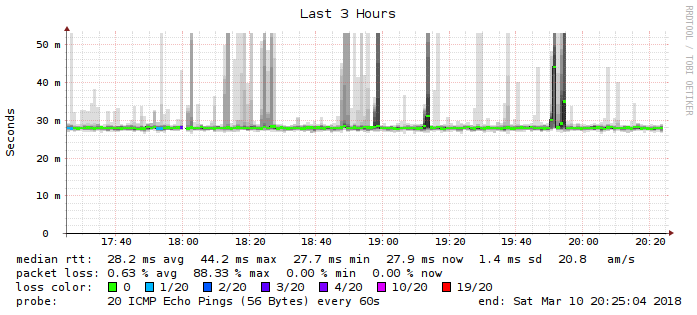 Last 3 Hours
RRDTOOL / TOBI OETIKER
Seconds
50 m
40 m
30 m
20 m
10 m
0
17:40 18:00 18:20 18:40 19:00 19:20 19:40 20:00 20:20
median rtt: 28.2 ms avg 44.2 ms max 27.7 ms min 27.9 ms now 1.4 ms sd 20.8 am/s
packet loss: 0.63 % avg 88.33 % max 0.00 % min 0.00 % now
loss color: 0 1/20 2/20 3/20 4/20 10/20 19/20
probe: 20 ICMP Echo Pings (56 Bytes) every 60s end: Sat Mar 10 20:25:04 2018